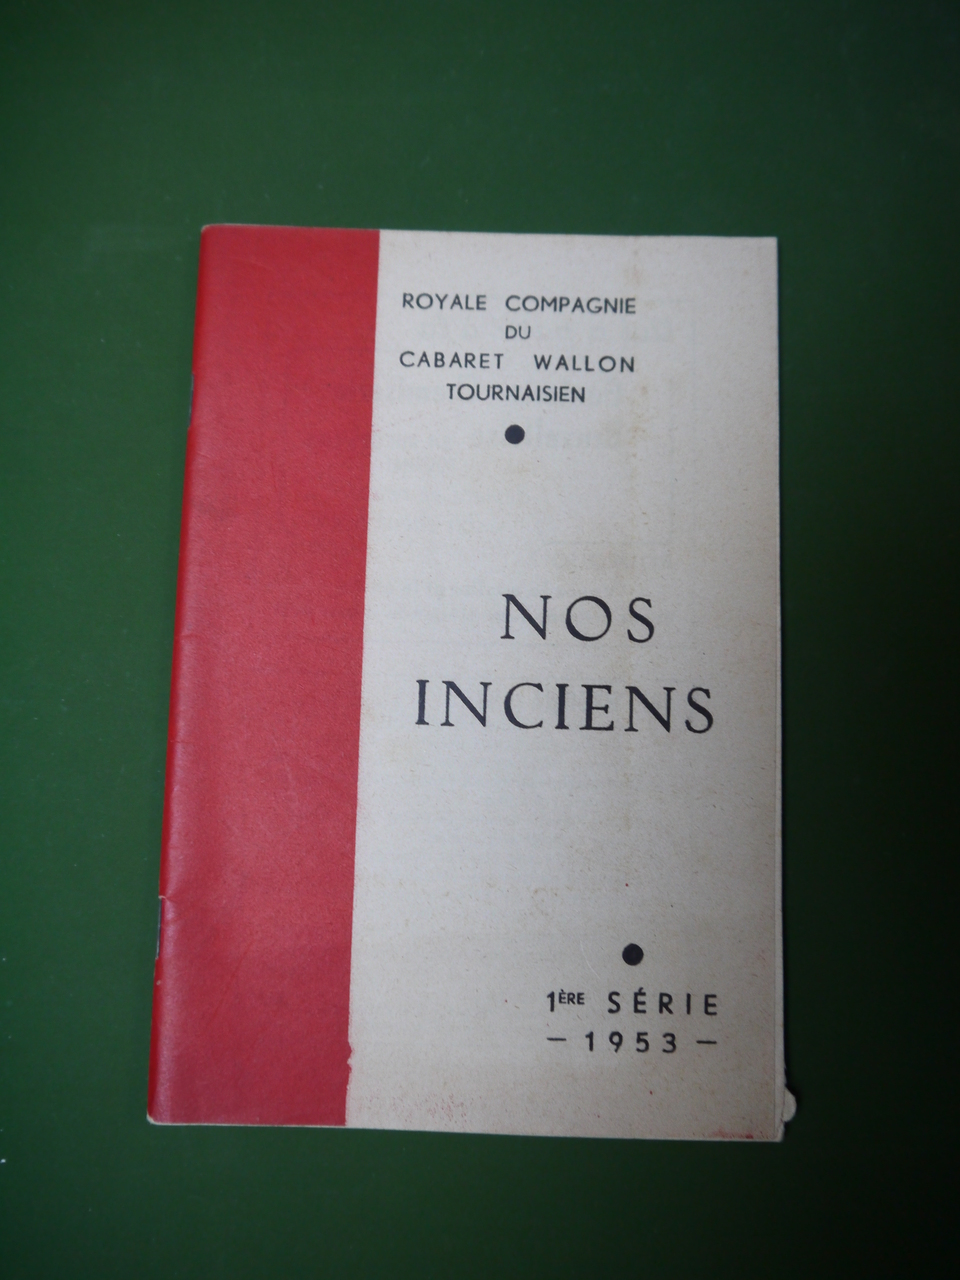 ROYALE COMPAGNIE
DU
CABARET WALLON
TOURNAISIEN
NOS
INCIENS
1ÈRE SÉRIE
— 1953 —